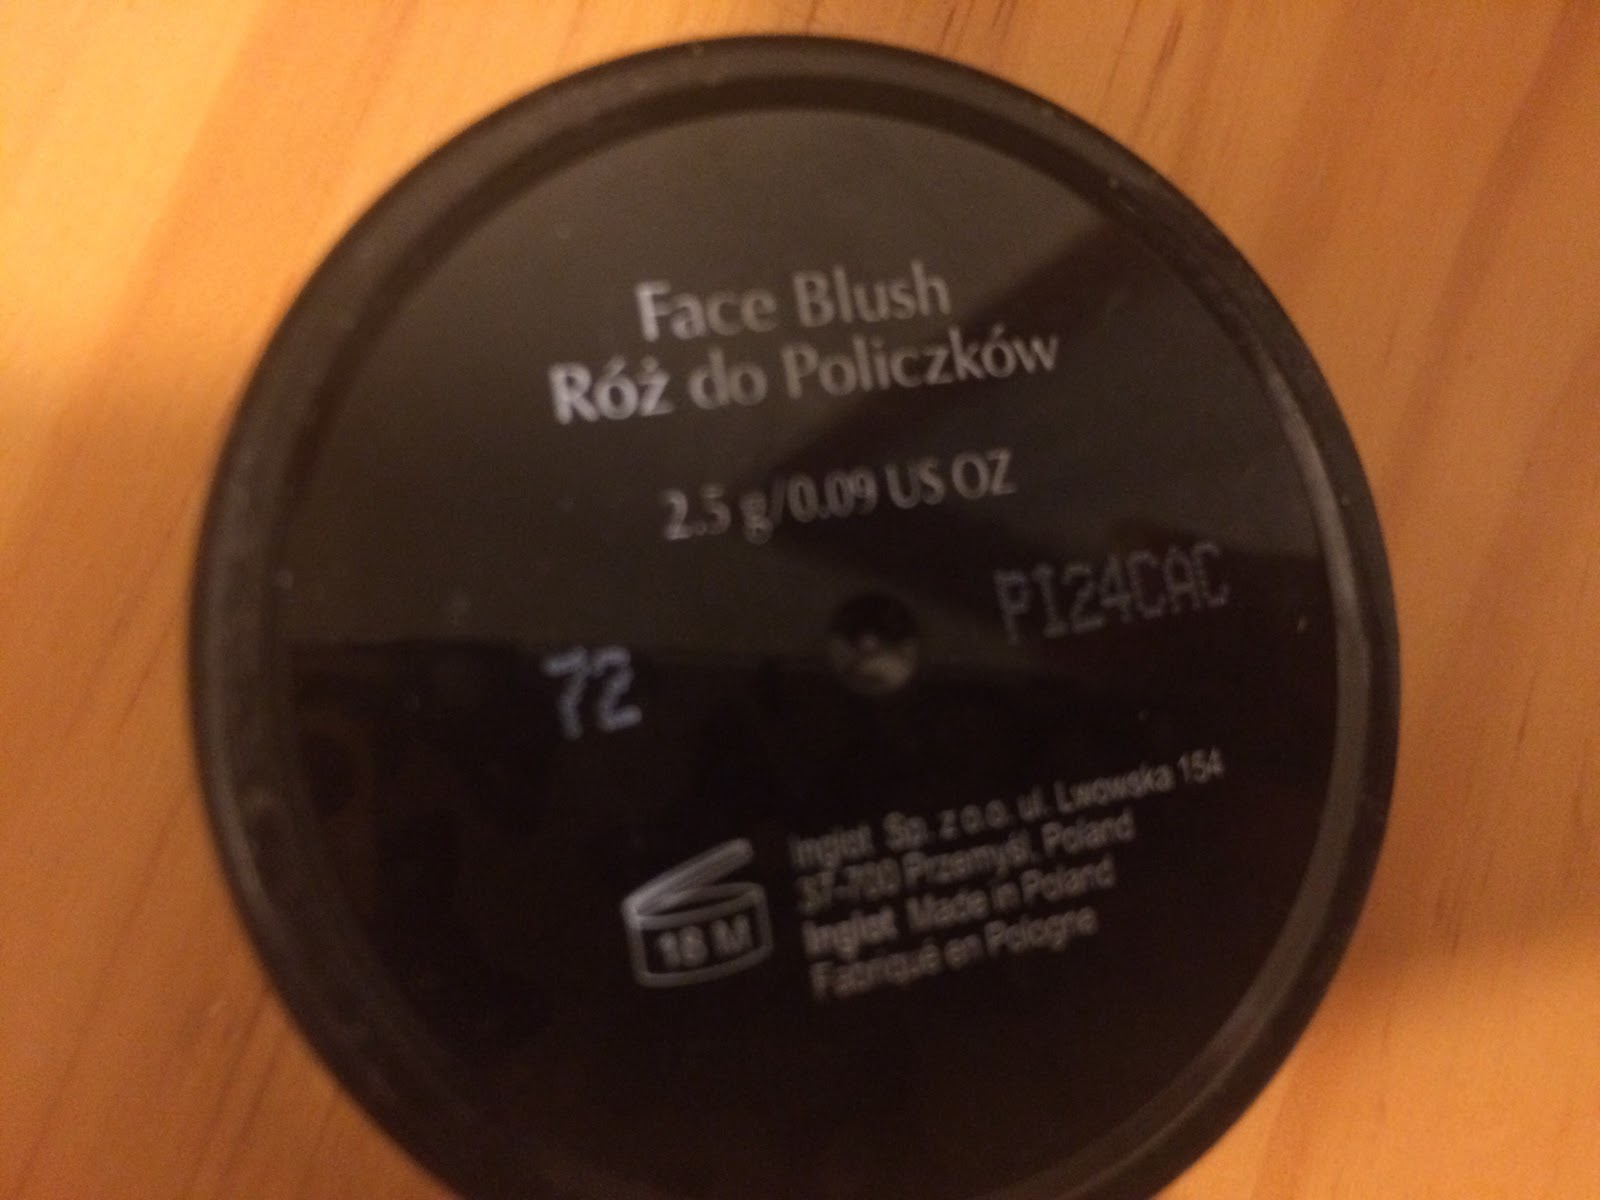 Face Blush
Róż do Policzków
2.5 g/0.09 US OZ
PI24CAC
72
18 M
Inglot Sp. z o.o. ul. Lwowska 154
37-700 Przemyśl, Poland
Inglot Made in Poland
Fabriqué en Pologne